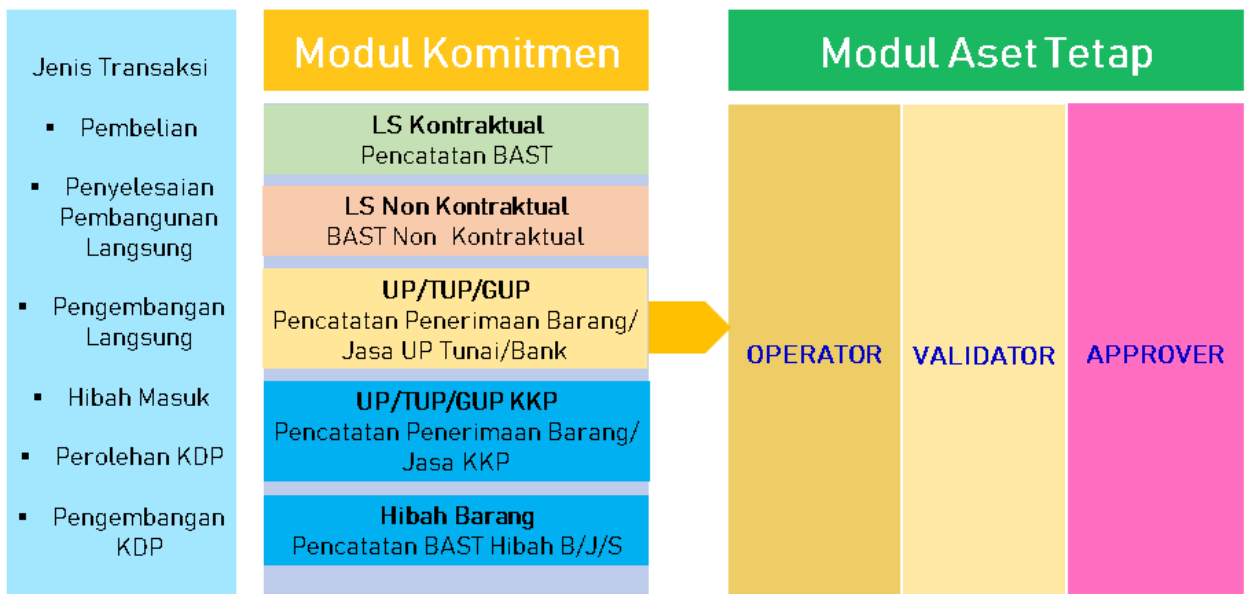 Jenis Transaksi
▪ Pembelian
▪ Penyelesaian
Pembangunan
Langsung
▪ Pengembangan
Langsung
▪ Hibah Masuk
▪ Perolehan KDP
▪ Pengembangan
KDP
Modul Komitmen
LS Kontraktual
Pencatatan BAST
LS Non Kontraktual
BAST Non Kontraktual
UP/TUP/GUP
Pencatatan Penerimaan Barang/
Jasa UP Tunai/Bank
UP/TUP/GUP KKP
Pencatatan Penerimaan Barang/
Jasa KKP
Hibah Barang
Pencatatan BAST Hibah B/J/S
Modul Aset Tetap
OPERATOR
VALIDATOR
APPROVER